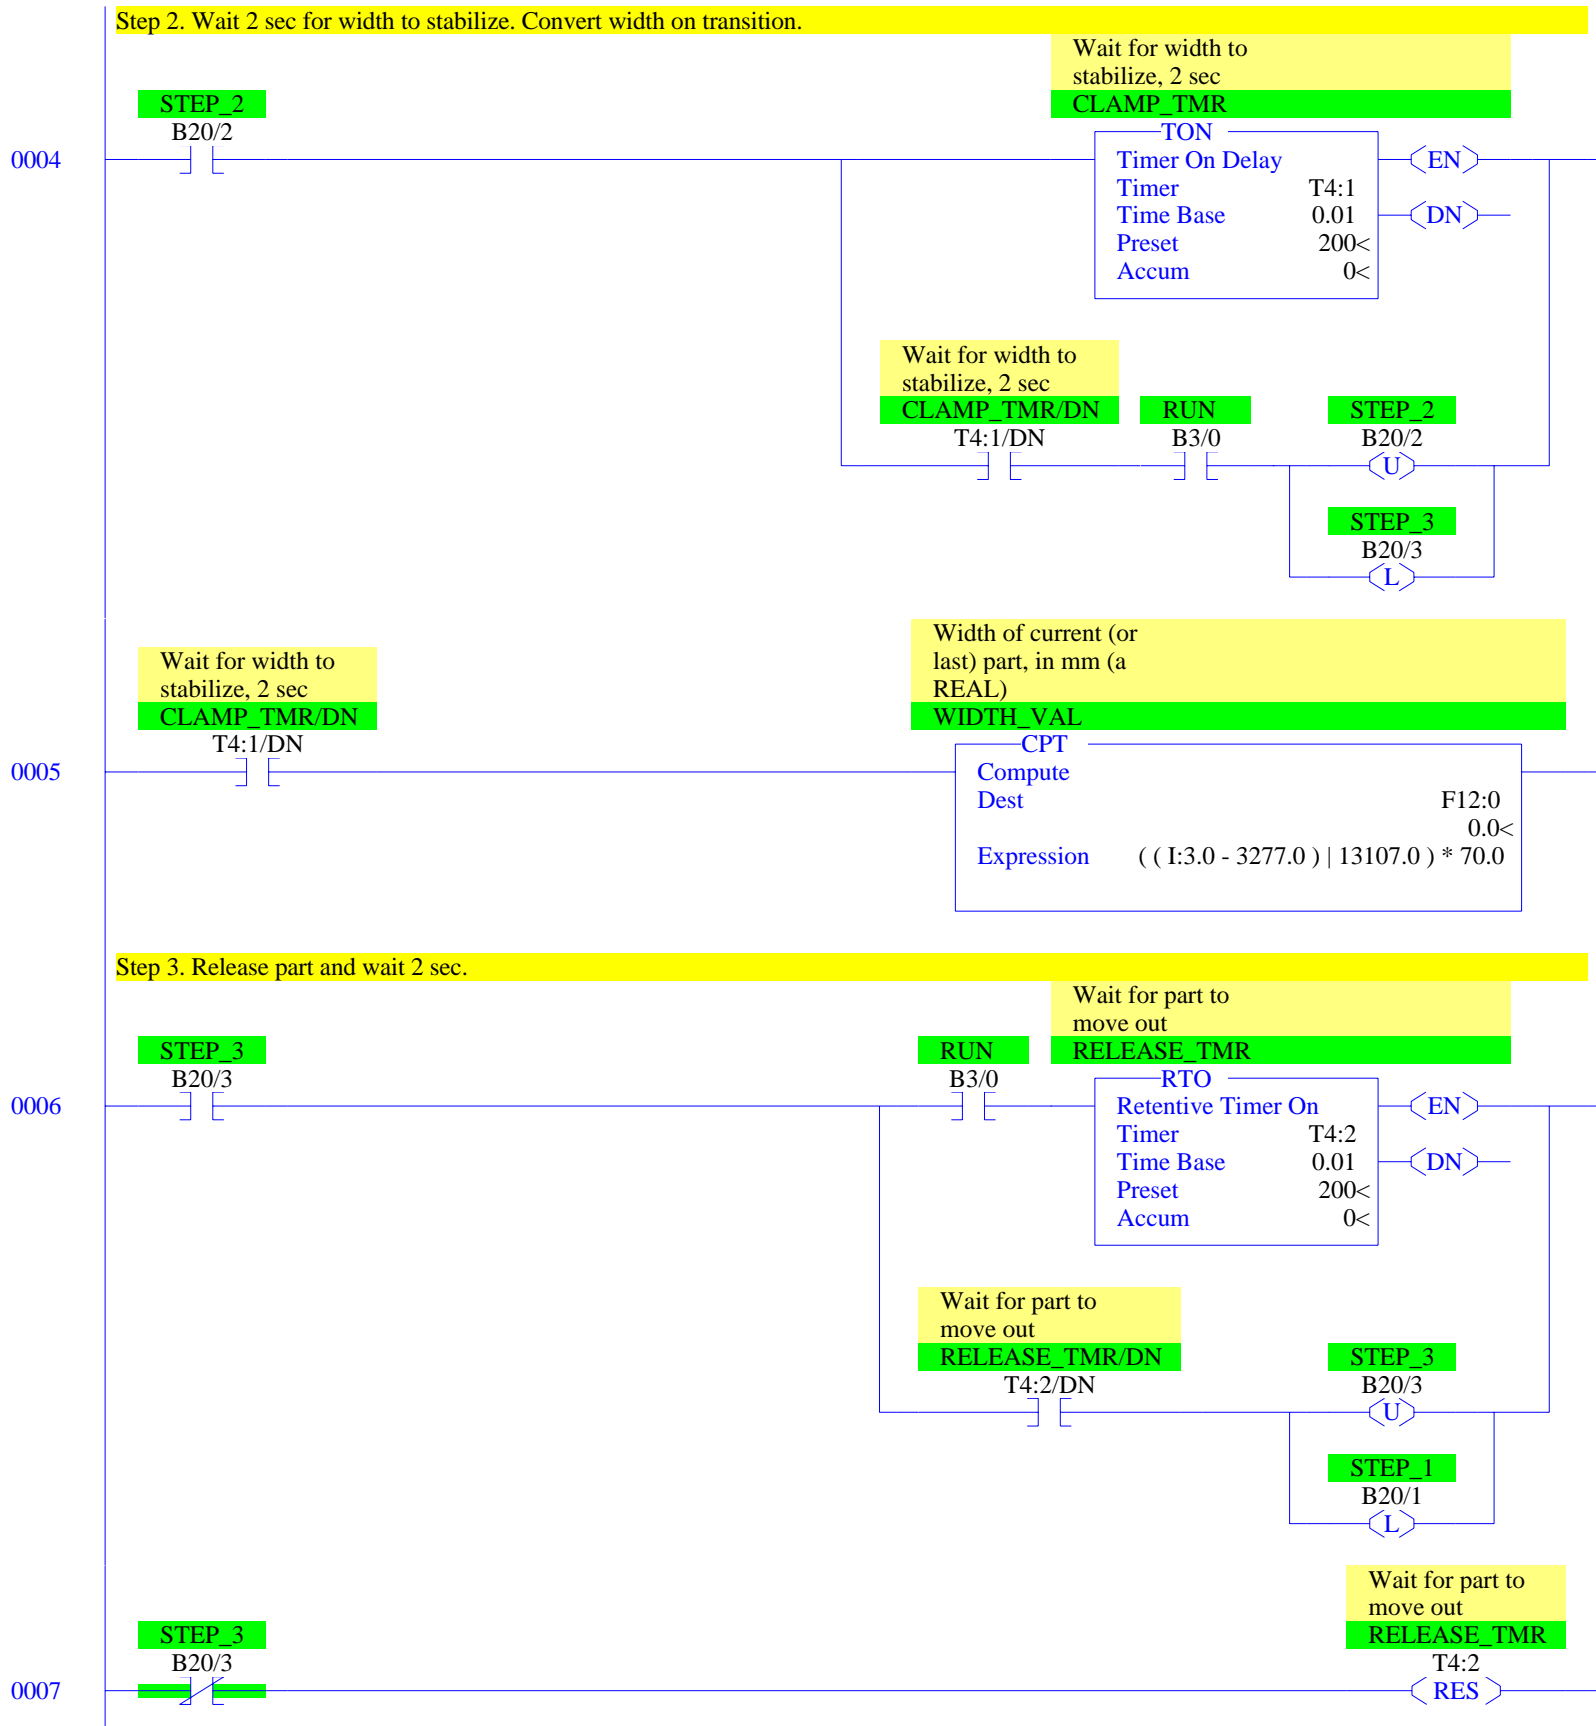 Step 2. Wait 2 sec for width to stabilize. Convert width on transition.
Wait for width to
stabilize, 2 sec
CLAMP_TMR
STEP_2
B20/2
0004
TON
Timer On Delay
Timer T4:1
Time Base 0.01
Preset 200<
Accum 0<
EN
DN
Wait for width to
stabilize, 2 sec
CLAMP_TMR/DN
T4:1/DN
RUN
B3/0
STEP_2
B20/2
U
STEP_3
B20/3
L
Wait for width to
stabilize, 2 sec
CLAMP_TMR/DN
T4:1/DN
0005
Width of current (or
last) part, in mm (a
REAL)
WIDTH_VAL
CPT
Compute
Dest F12:0
0.0<
Expression ( ( I:3.0 - 3277.0 ) | 13107.0 ) * 70.0
Step 3. Release part and wait 2 sec.
STEP_3
B20/3
0006
RUN
B3/0
Wait for part to
move out
RELEASE_TMR
RTO
Retentive Timer On
Timer T4:2
Time Base 0.01
Preset 200<
Accum 0<
EN
DN
Wait for part to
move out
RELEASE_TMR/DN
T4:2/DN
STEP_3
B20/3
U
STEP_1
B20/1
L
STEP_3
B20/3
0007
Wait for part to
move out
RELEASE_TMR
T4:2
RES